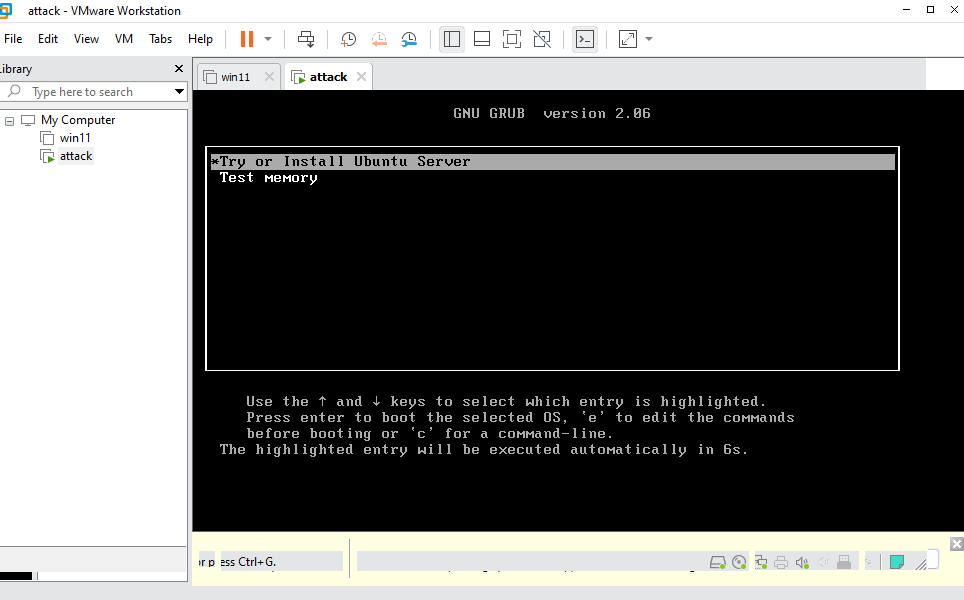 attack - VMware Workstation
File Edit View VM Tabs Help
Library
Type here to search
My Computer
win11
attack
win11 attack
GNU GRUB version 2.06
*Try or Install Ubuntu Server
Test memory
Use the ↑ and ↓ keys to select which entry is highlighted.
Press enter to boot the selected OS, `e' to edit the commands
before booting or `c' for a command-line.
The highlighted entry will be executed automatically in 6s.
or press Ctrl+G.